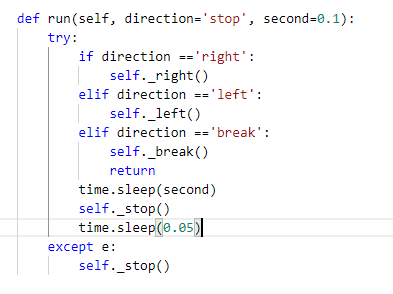 def run(self, direction='stop', second=0.1):
    try:
        if direction =='right':
            self._right()
        elif direction =='left':
            self._left()
        elif direction =='break':
            self._break()
            return
        time.sleep(second)
        self._stop()
        time.sleep(0.05)
    except e:
        self._stop()